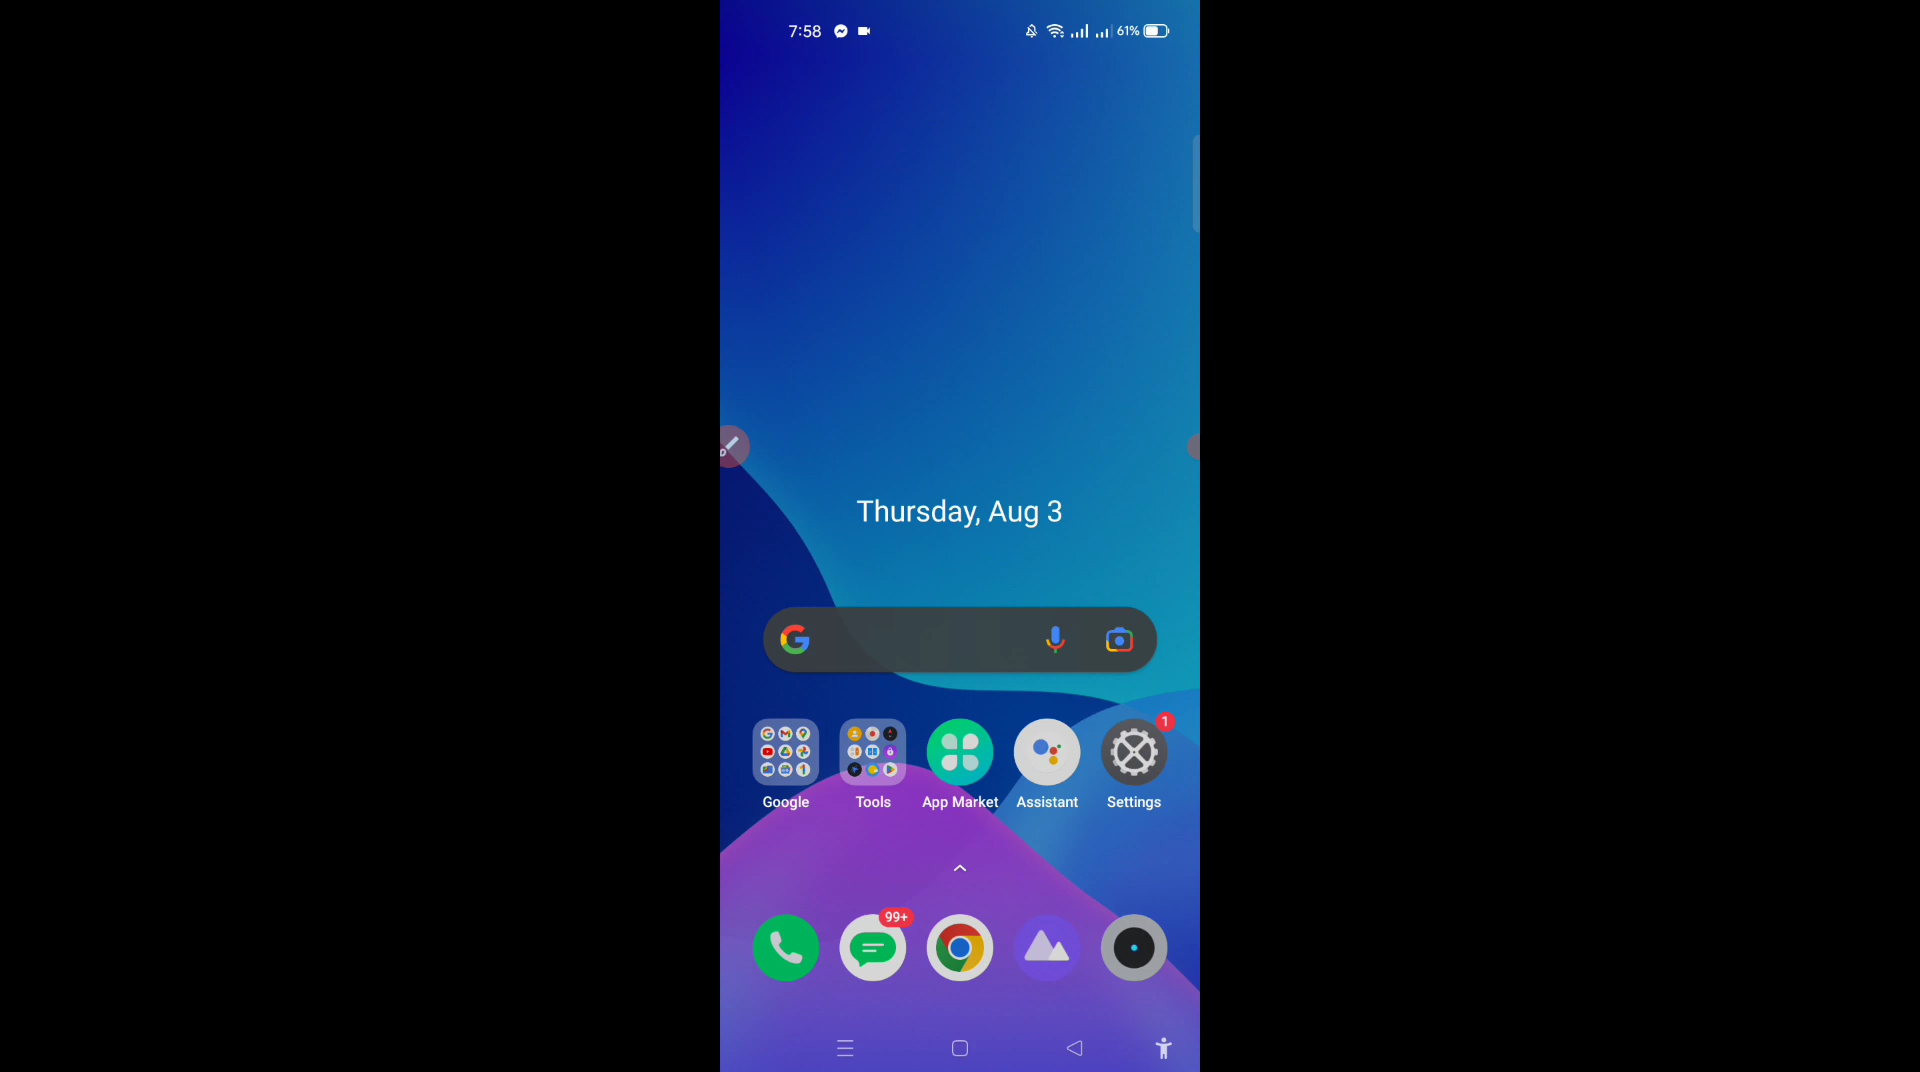 7:58
61%
Thursday, Aug 3
1
Google
Tools
App Market
Assistant
Settings
99+